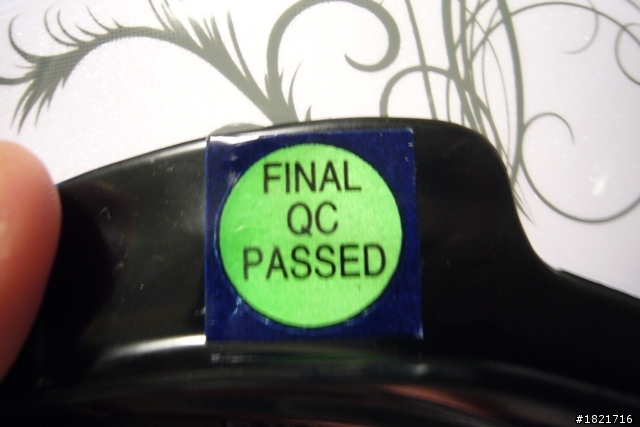 FINAL
QC
PASSED
#1821716